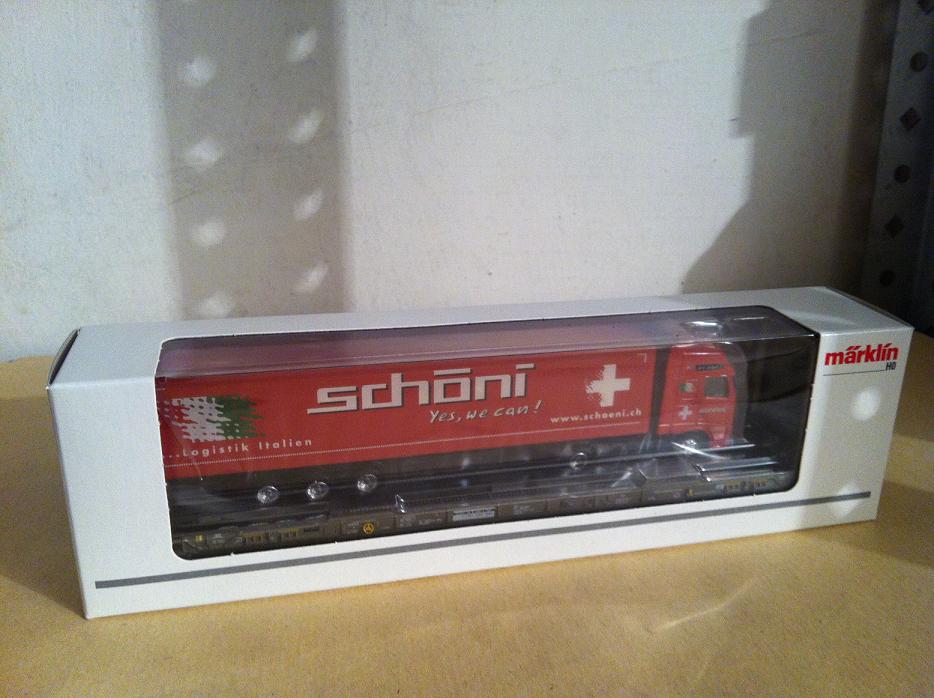 märklin
H0
schöni
Yes, we can!
www.schoeni.ch
...Logistik Italien